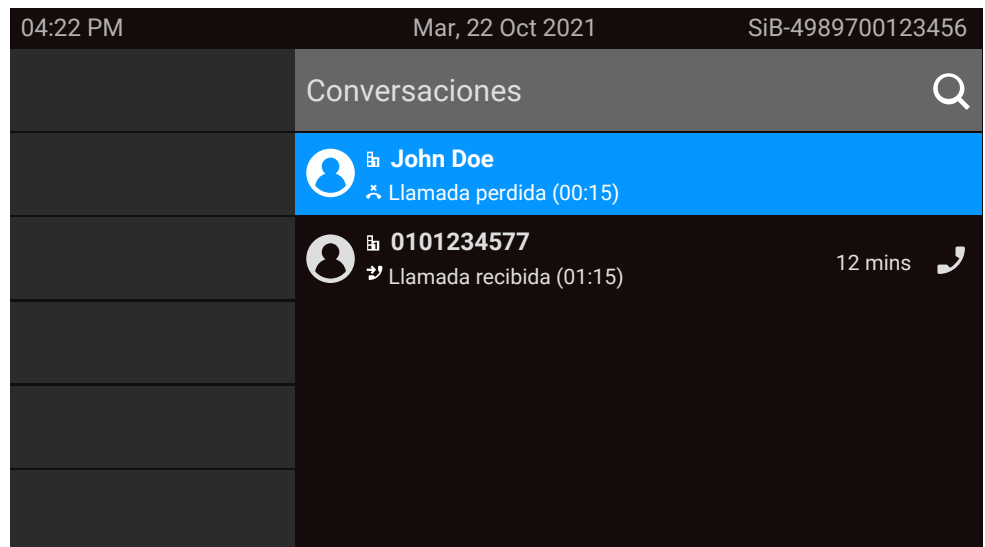 04:22 PM Mar, 22 Oct 2021 SiB-4989700123456
Conversaciones
John Doe
Llamada perdida (00:15)
0101234577
Llamada recibida (01:15)
12 mins